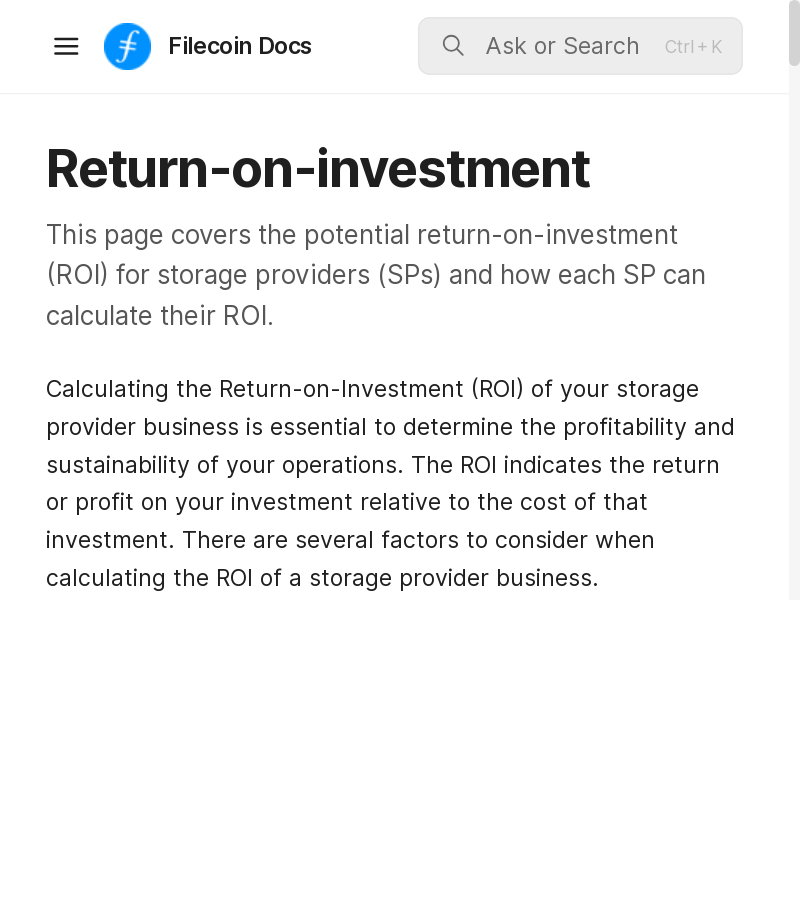 Filecoin Docs
Ask or Search
Ctrl + K
Return-on-investment
This page covers the potential return-on-investment
(ROI) for storage providers (SPs) and how each SP can
calculate their ROI.
Calculating the Return-on-Investment (ROI) of your storage
provider business is essential to determine the profitability and
sustainability of your operations. The ROI indicates the return
or profit on your investment relative to the cost of that
investment. There are several factors to consider when
calculating the ROI of a storage provider business.